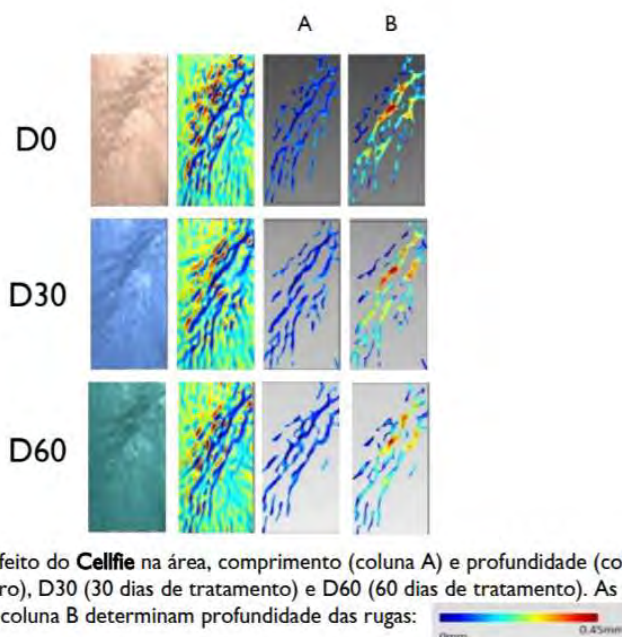 A B
D0
D30
D60
feito do Cellfie na área, comprimento (coluna A) e profundidade (co
ro), D30 (30 dias de tratamento) e D60 (60 dias de tratamento). As
coluna B determinam profundidade das rugas:
0mm 0.45mm